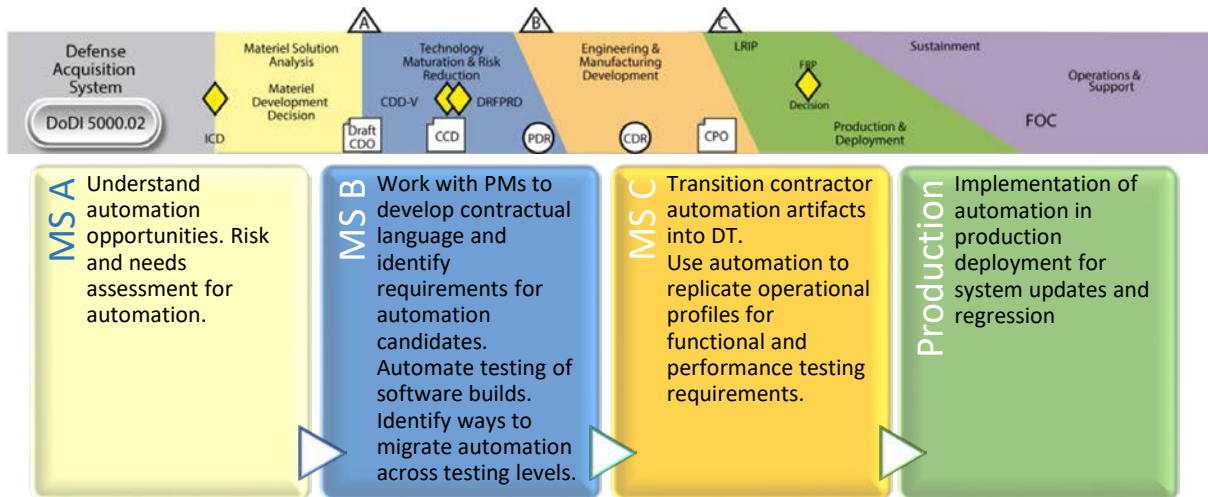 A
B
C
Defense
Acquisition
System
DoDI 5000.02
ICD
Materiel Solution
Analysis
Materiel
Development
Decision
Draft
CDO
Technology
Maturation & Risk
Reduction
CDD-V
DRFPRD
CCD
PDR
Engineering &
Manufacturing
Development
CDR
CPO
LRIP
FRP
Decision
Production &
Deployment
Sustainment
Operations &
Support
FOC
MS A
Understand
automation
opportunities. Risk
and needs
assessment for
automation.
MS B
Work with PMs to
develop contractual
language and
identify
requirements for
automation
candidates.
Automate testing of
software builds.
Identify ways to
migrate automation
across testing levels.
MS C
Transition contractor
automation artifacts
into DT.
Use automation to
replicate operational
profiles for
functional and
performance testing
requirements.
Production
Implementation of
automation in
production
deployment for
system updates and
regression